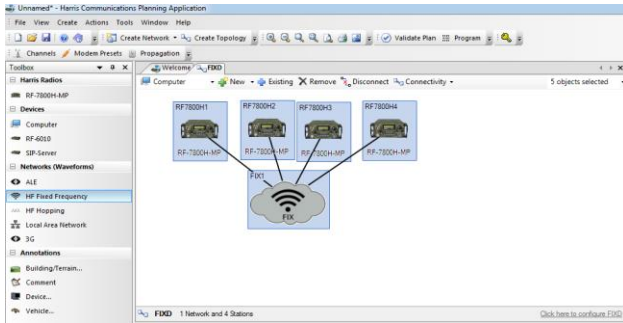 Unnamed* - Harris Communications Planning Application
File View Create Actions Tools Window Help
Create Network Create Topology Validate Plan Program
Channels Modem Presets Propagation
Toolbox Welcome FIXD
Computer New Existing Remove Disconnect Connectivity 5 objects selected
Harris Radios
RF-7800H-MP
Devices
Computer
RF-6010
SIP-Server
Networks (Waveforms)
ALE
HF Fixed Frequency
HF Hopping
Local Area Network
3G
Annotations
Building/Terrain...
Comment
Device...
Vehicle...
RF7800H1 RF7800H2 RF7800H3 RF7800H4
RF-7800H-MP RF-7800H-MP RF-7800H-MP RF-7800H-MP
FIX1
FIX
FIXD 1 Network and 4 Stations Click here to configure FIXD